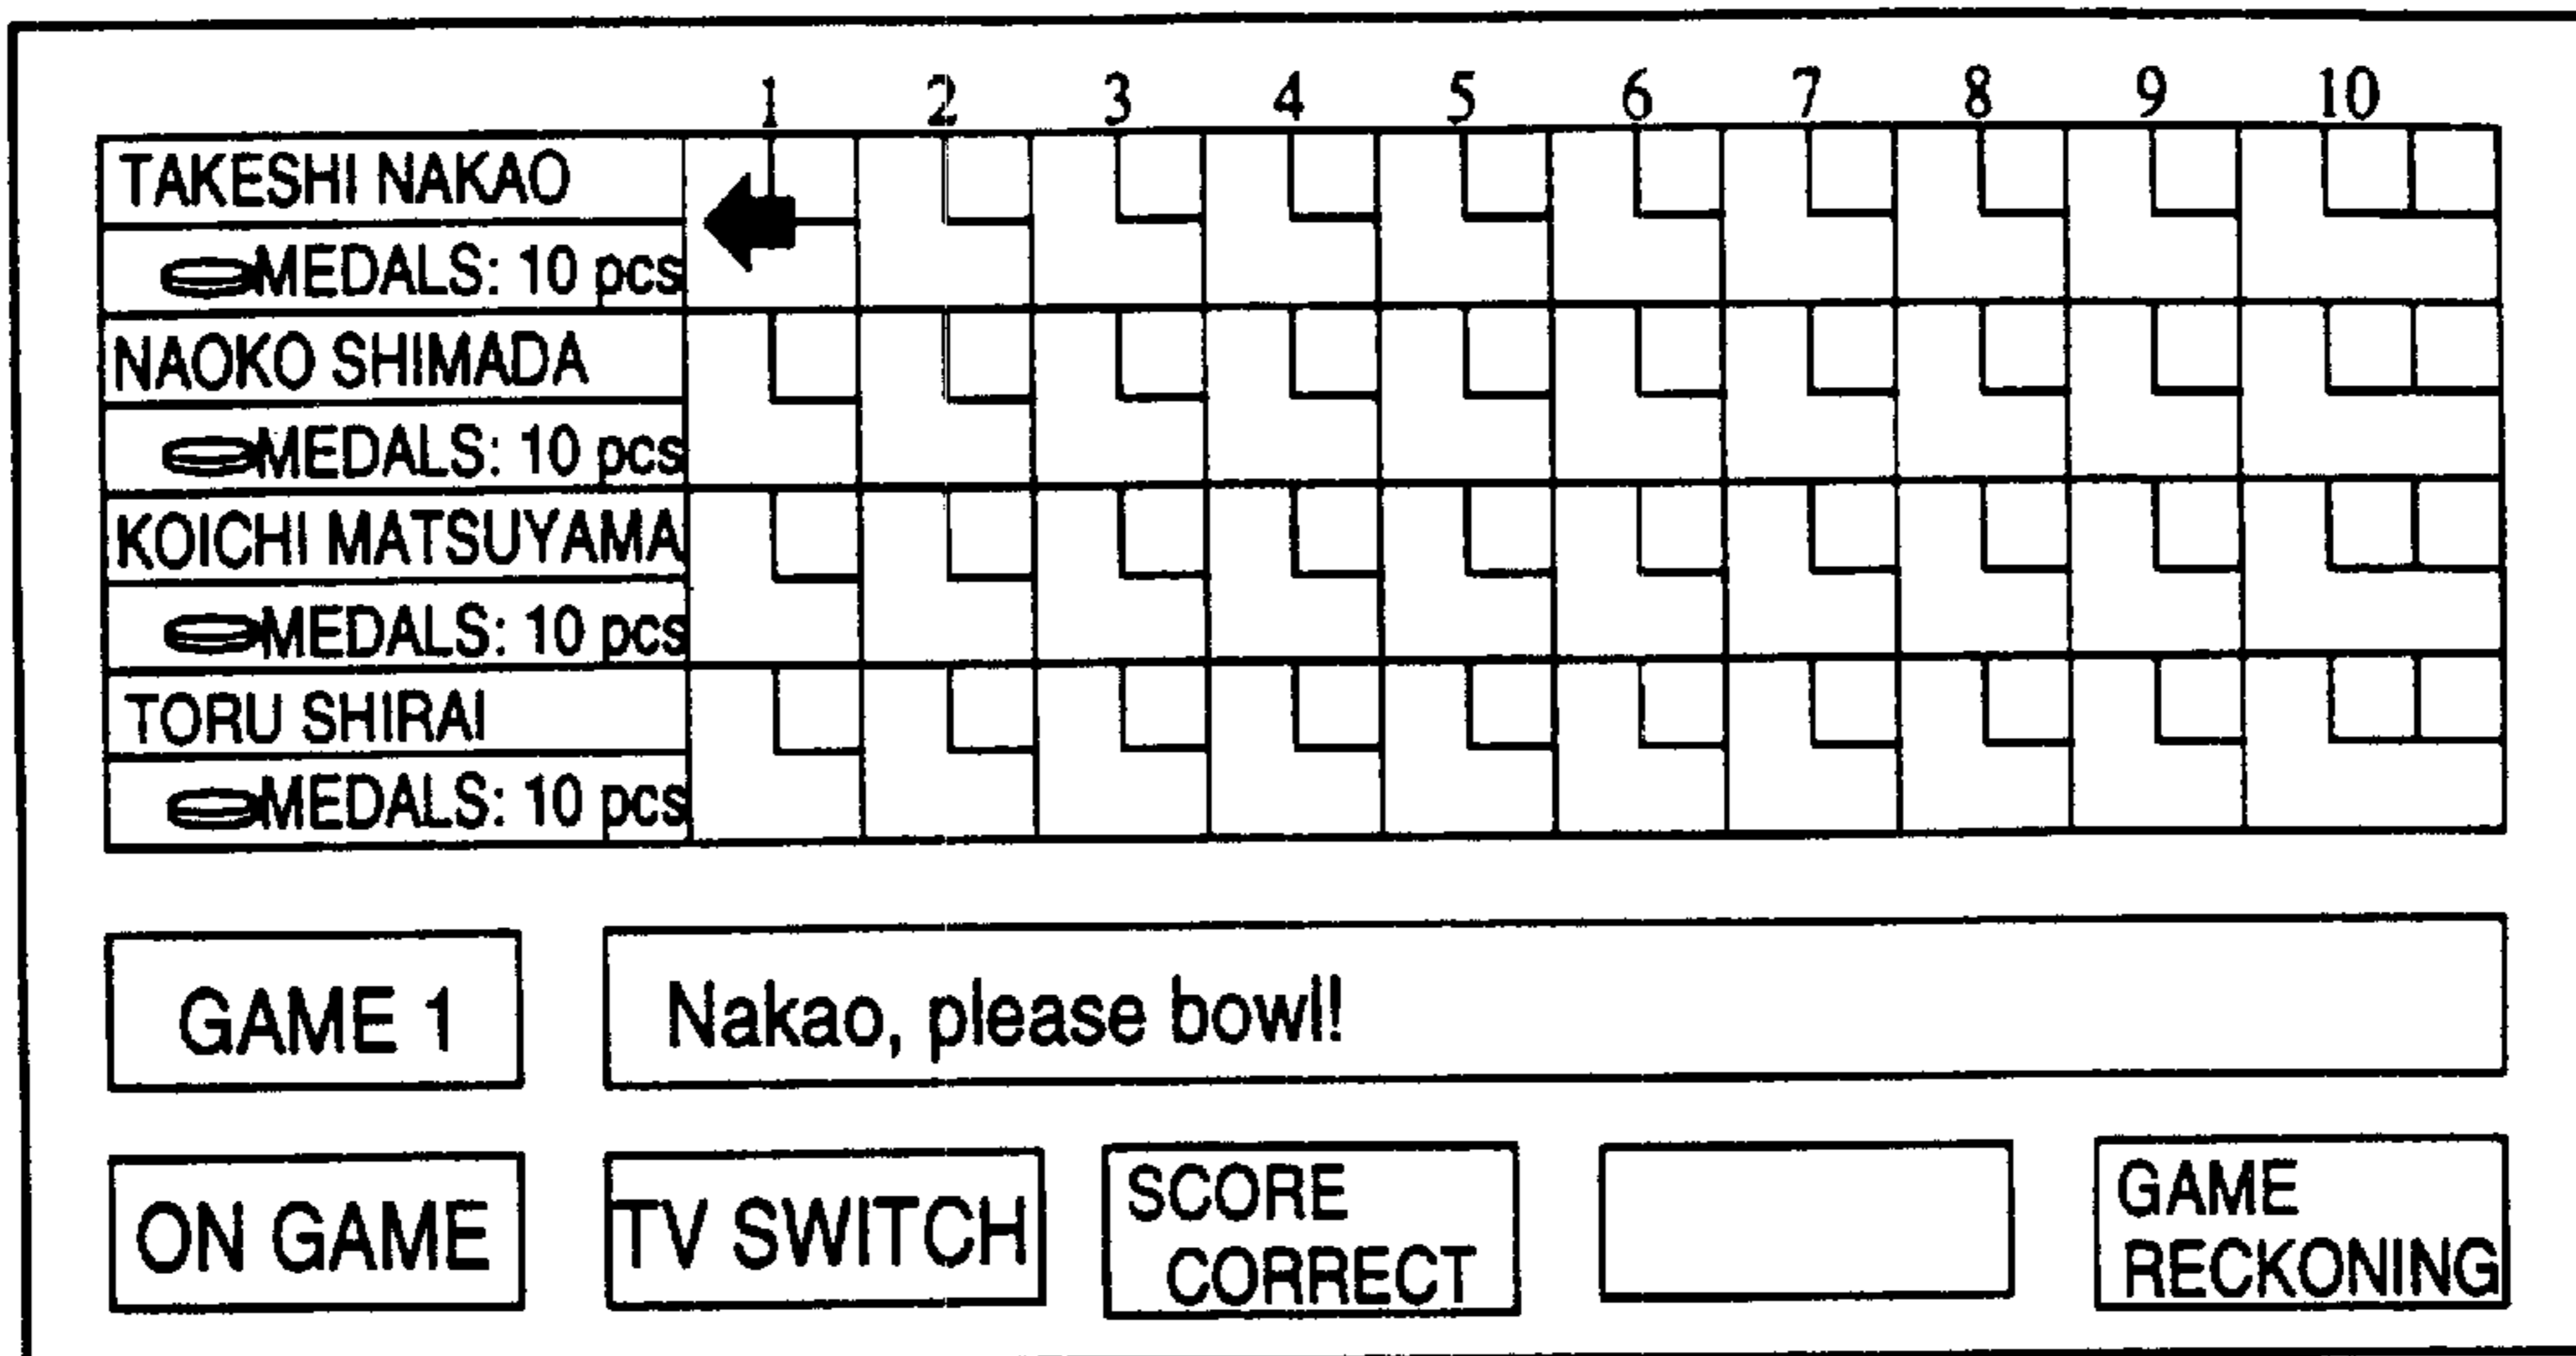 1 2 3 4 5 6 7 8 9 10
TAKESHI NAKAO
MEDALS: 10 pcs
NAOKO SHIMADA
MEDALS: 10 pcs
KOICHI MATSUYAMA
MEDALS: 10 pcs
TORU SHIRAI
MEDALS: 10 pcs
GAME 1
Nakao, please bowl!
ON GAME
TV SWITCH
SCORE
CORRECT
GAME
RECKONING